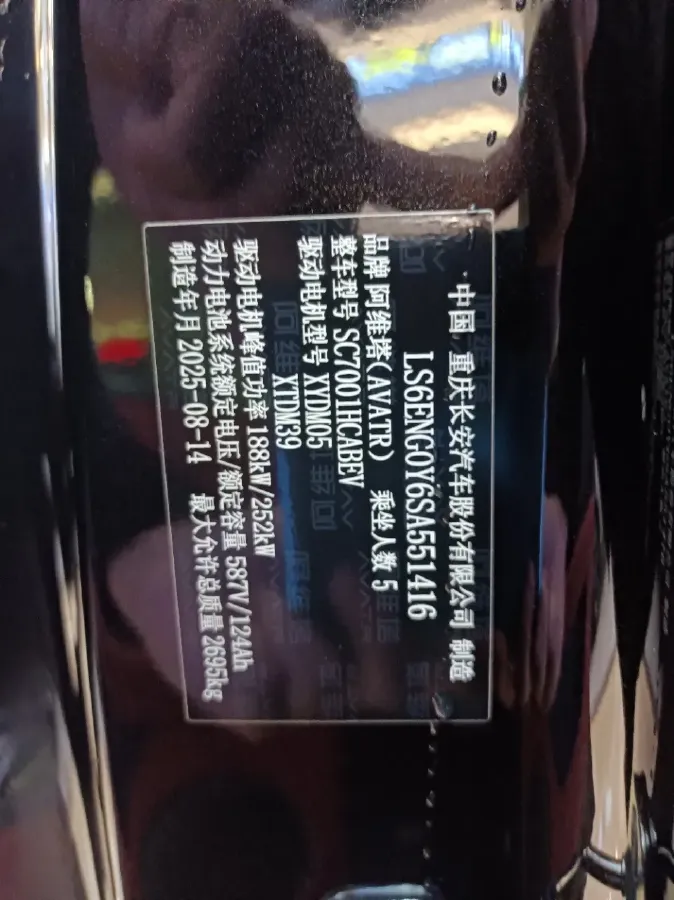 中国 重庆长安汽车股份有限公司 制造
LS6ENG0Y6SA551416
品牌 阿维塔(AVATR) 乘坐人数 5
整车型号 SC7001HCABEV
驱动电机型号 XYDM05
XTDM39
驱动电机峰值功率 188kW/252kW
动力电池系统额定电压/额定容量 587V/124Ah
制造年月 2025-08-14 最大允许总质量 2695kg